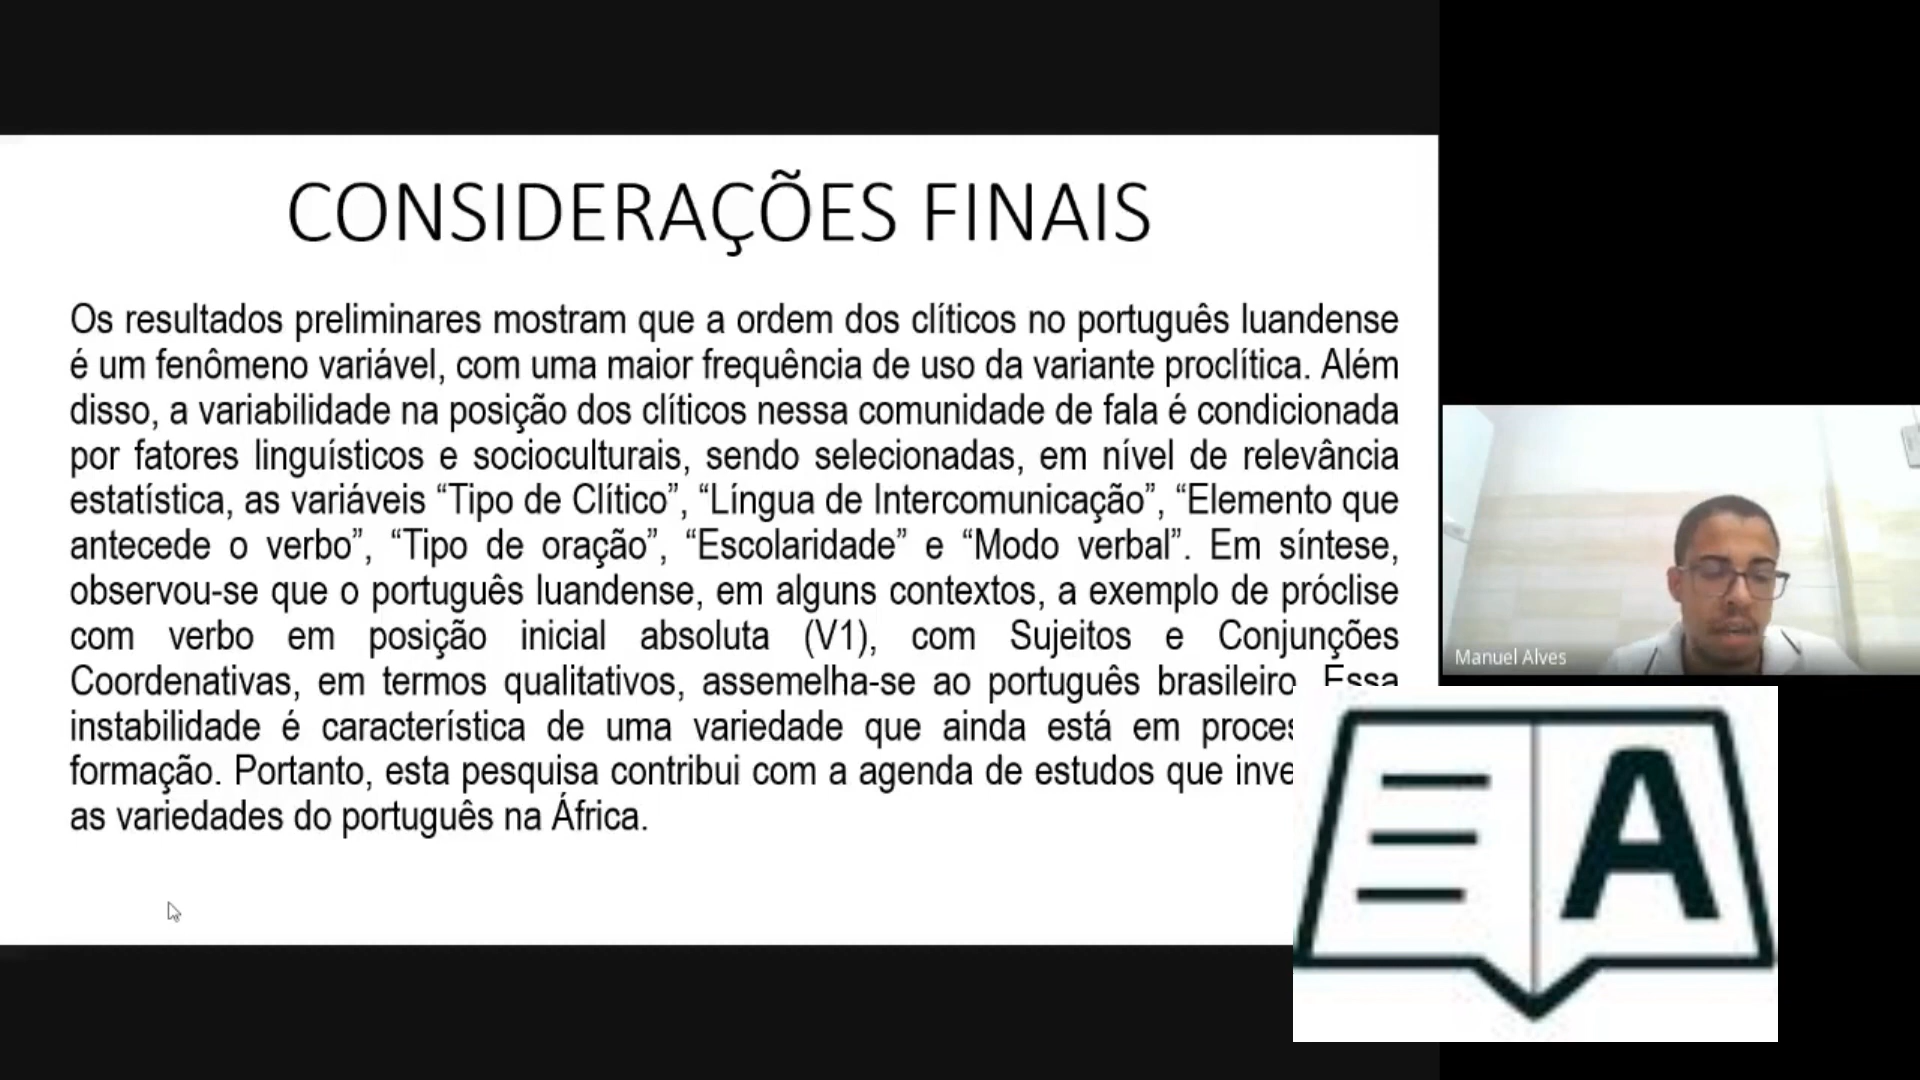 CONSIDERAÇÕES FINAIS
Os resultados preliminares mostram que a ordem dos clíticos no português luandense
é um fenômeno variável, com uma maior frequência de uso da variante proclítica. Além
disso, a variabilidade na posição dos clíticos nessa comunidade de fala é condicionada
por fatores linguísticos e socioculturais, sendo selecionadas, em nível de relevância
estatística, as variáveis “Tipo de Clítico”, “Língua de Intercomunicação”, “Elemento que
antecede o verbo”, “Tipo de oração”, “Escolaridade” e “Modo verbal”. Em síntese,
observou-se que o português luandense, em alguns contextos, a exemplo de próclise
com verbo em posição inicial absoluta (V1), com Sujeitos e Conjunções
Coordenativas, em termos qualitativos, assemelha-se ao português brasileiro. Essa
instabilidade é característica de uma variedade que ainda está em
formação. Portanto, esta pesquisa contribui com a agenda de estudos que
as variedades do português na África.
Manuel Alves
A